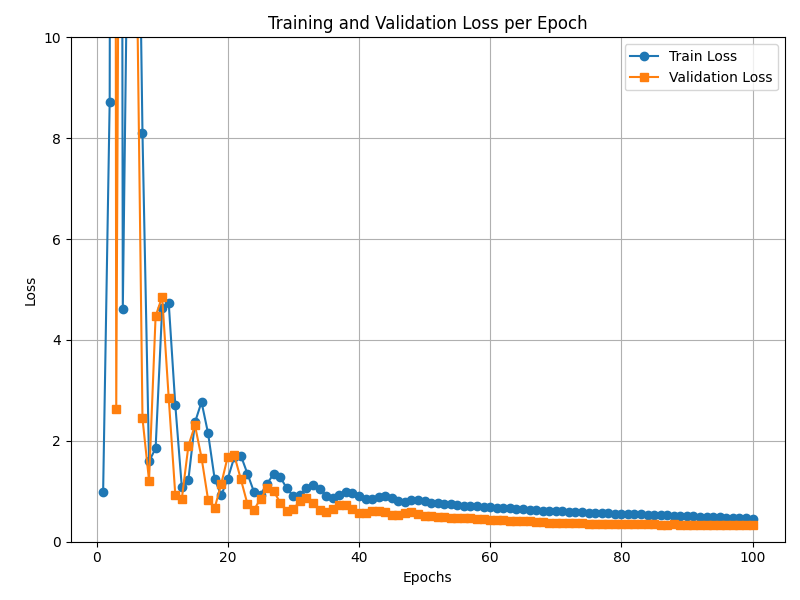 Training and Validation Loss per Epoch
Train Loss
Validation Loss
10
8
6
4
2
0
Loss
0 20 40 60 80 100
Epochs